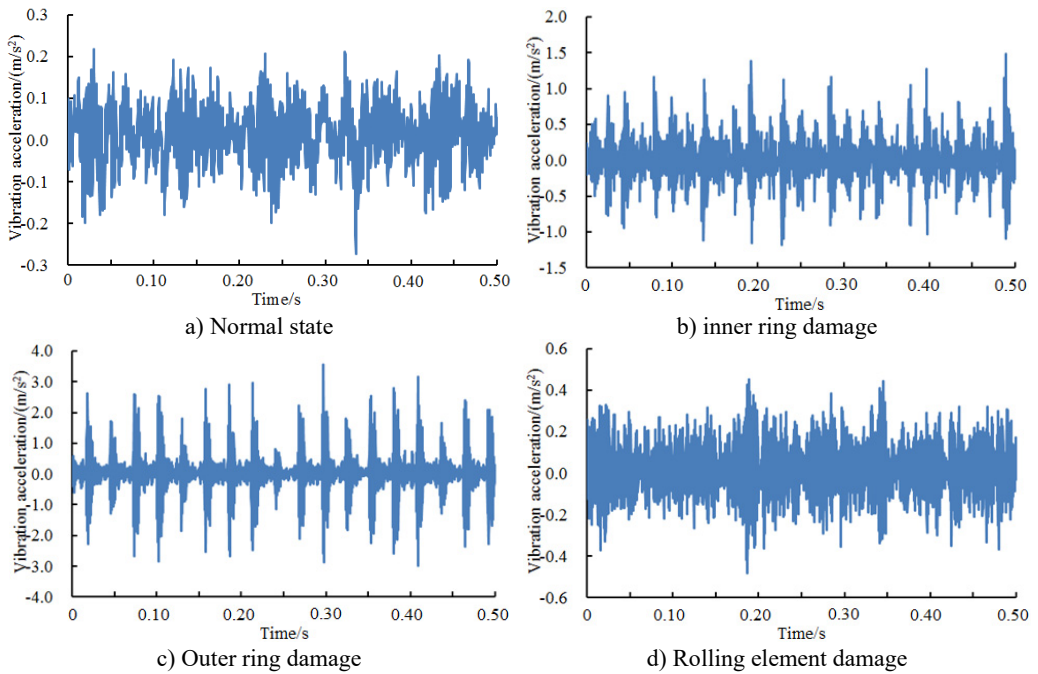 0.3
0.2
0.1
0.0
-0.1
-0.2
-0.3
Vibration acceleration/(m/s²)
0 0.10 0.20 0.30 0.40 0.50
Time/s
a) Normal state
2.0
1.5
1.0
0.5
0.0
-0.5
-1.0
-1.5
Vibration acceleration/(m/s²)
0 0.10 0.20 0.30 0.40 0.50
Time/s
b) inner ring damage
4.0
3.0
2.0
1.0
0.0
-1.0
-2.0
-3.0
-4.0
Vibration acceleration/(m/s²)
0 0.10 0.20 0.30 0.40 0.50
Time/s
c) Outer ring damage
0.6
0.4
0.2
0.0
-0.2
-0.4
-0.6
Vibration acceleration/(m/s²)
0 0.10 0.20 0.30 0.40 0.50
Time/s
d) Rolling element damage